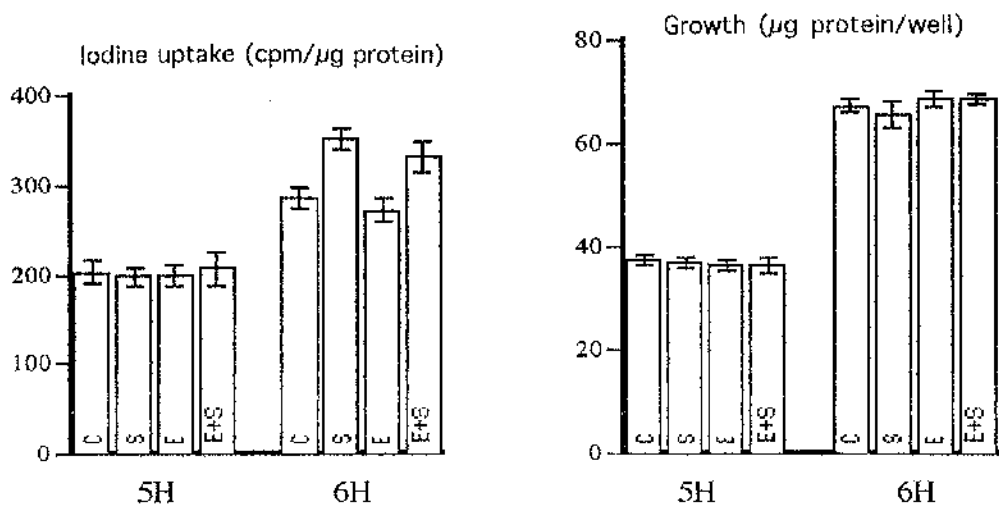 Iodine uptake (cpm/µg protein)
400
300
200
100
0
C
S
E
E+S
C
S
E
E+S
5H
6H
Growth (µg protein/well)
80
60
40
20
0
C
S
E
E+S
C
S
E
E+S
5H
6H